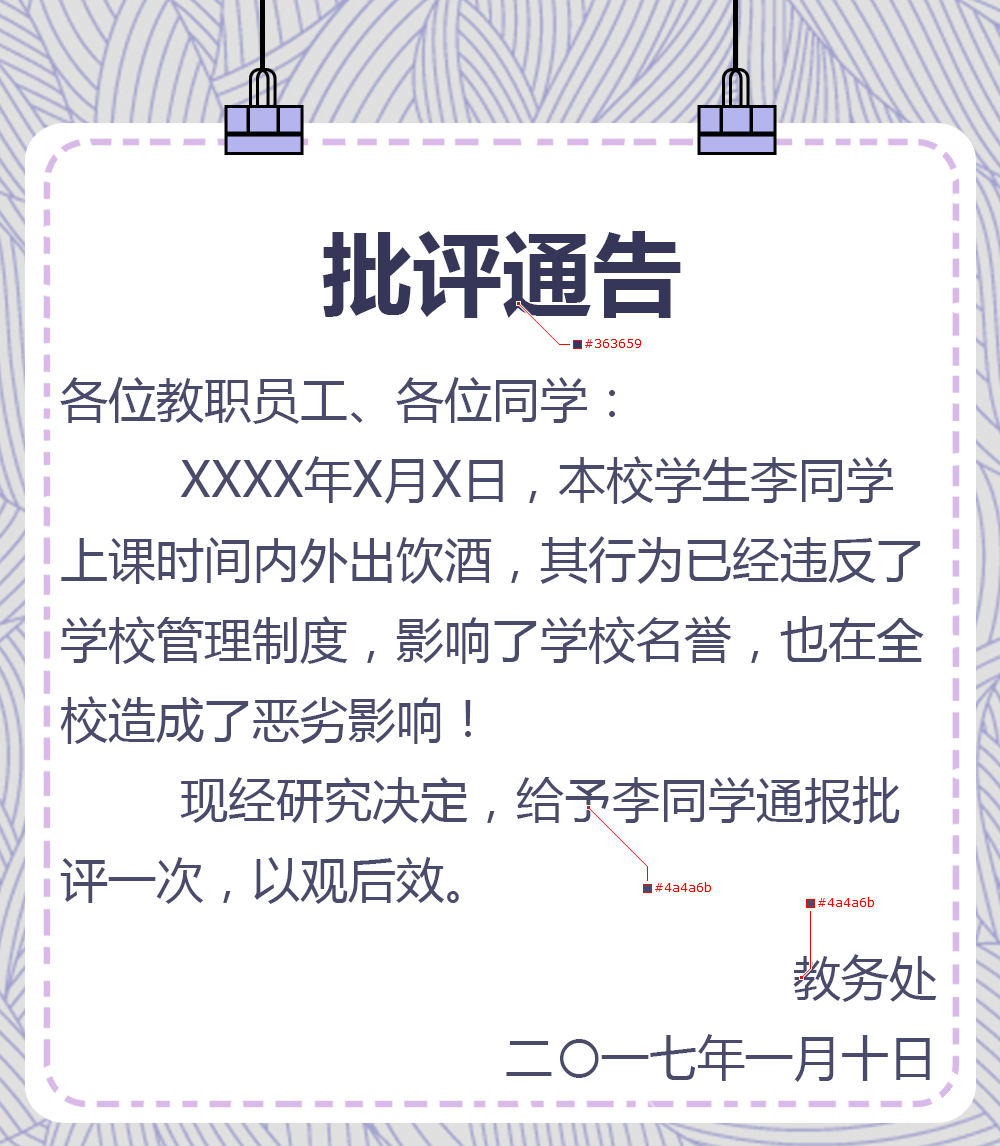 批评通告
#363659
各位教职员工、各位同学：
XXXX年X月X日，本校学生李同学
上课时间内外出饮酒，其行为已经违反了
学校管理制度，影响了学校名誉，也在全
校造成了恶劣影响！
现经研究决定，给予李同学通报批
评一次，以观后效。
#4a4a6b
#4a4a6b
教务处
二〇一七年一月十日